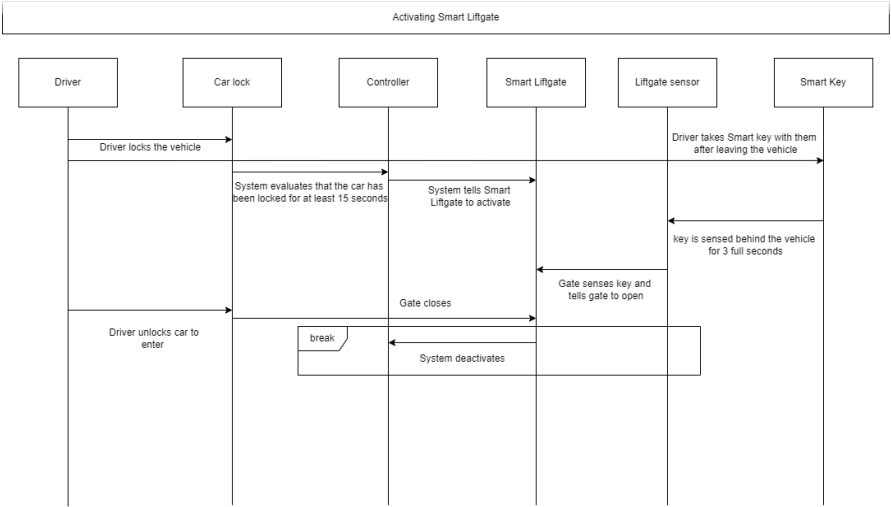 Activating Smart Liftgate
Driver
Car lock
Controller
Smart Liftgate
Liftgate sensor
Smart Key
Driver locks the vehicle
Driver takes Smart key with them
after leaving the vehicle
System evaluates that the car has
been locked for at least 15 seconds
System tells Smart
Liftgate to activate
key is sensed behind the vehicle
for 3 full seconds
Gate senses key and
tells gate to open
Gate closes
Driver unlocks car to
enter
break
System deactivates